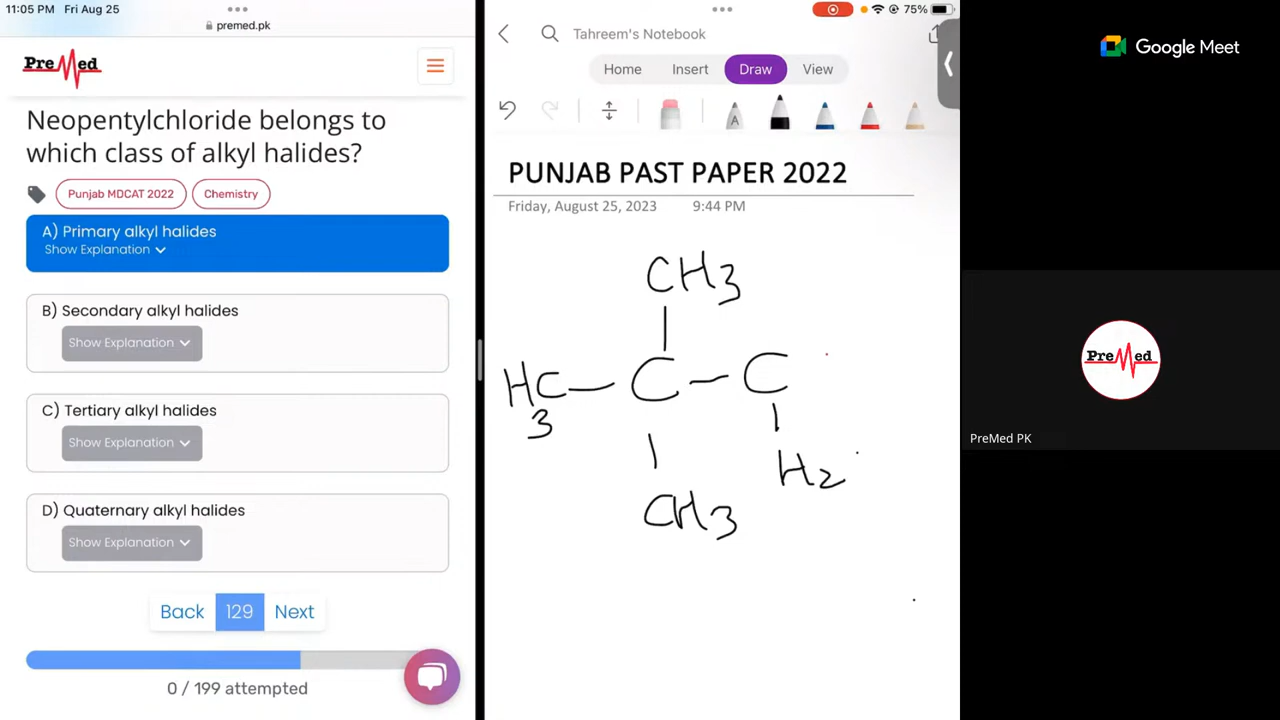 11:05 PM Fri Aug 25
premed.pk
PreMed
Neopentylchloride belongs to
which class of alkyl halides?
Punjab MDCAT 2022
Chemistry
A) Primary alkyl halides
Show Explanation
B) Secondary alkyl halides
Show Explanation
C) Tertiary alkyl halides
Show Explanation
D) Quaternary alkyl halides
Show Explanation
Back 129 Next
0 / 199 attempted
75%
Tahreem's Notebook
Home Insert Draw View
A
PUNJAB PAST PAPER 2022
Friday, August 25, 2023 9:44 PM
CH3
H3C — C — C
H2
CH3
Google Meet
PreMed
PreMed PK